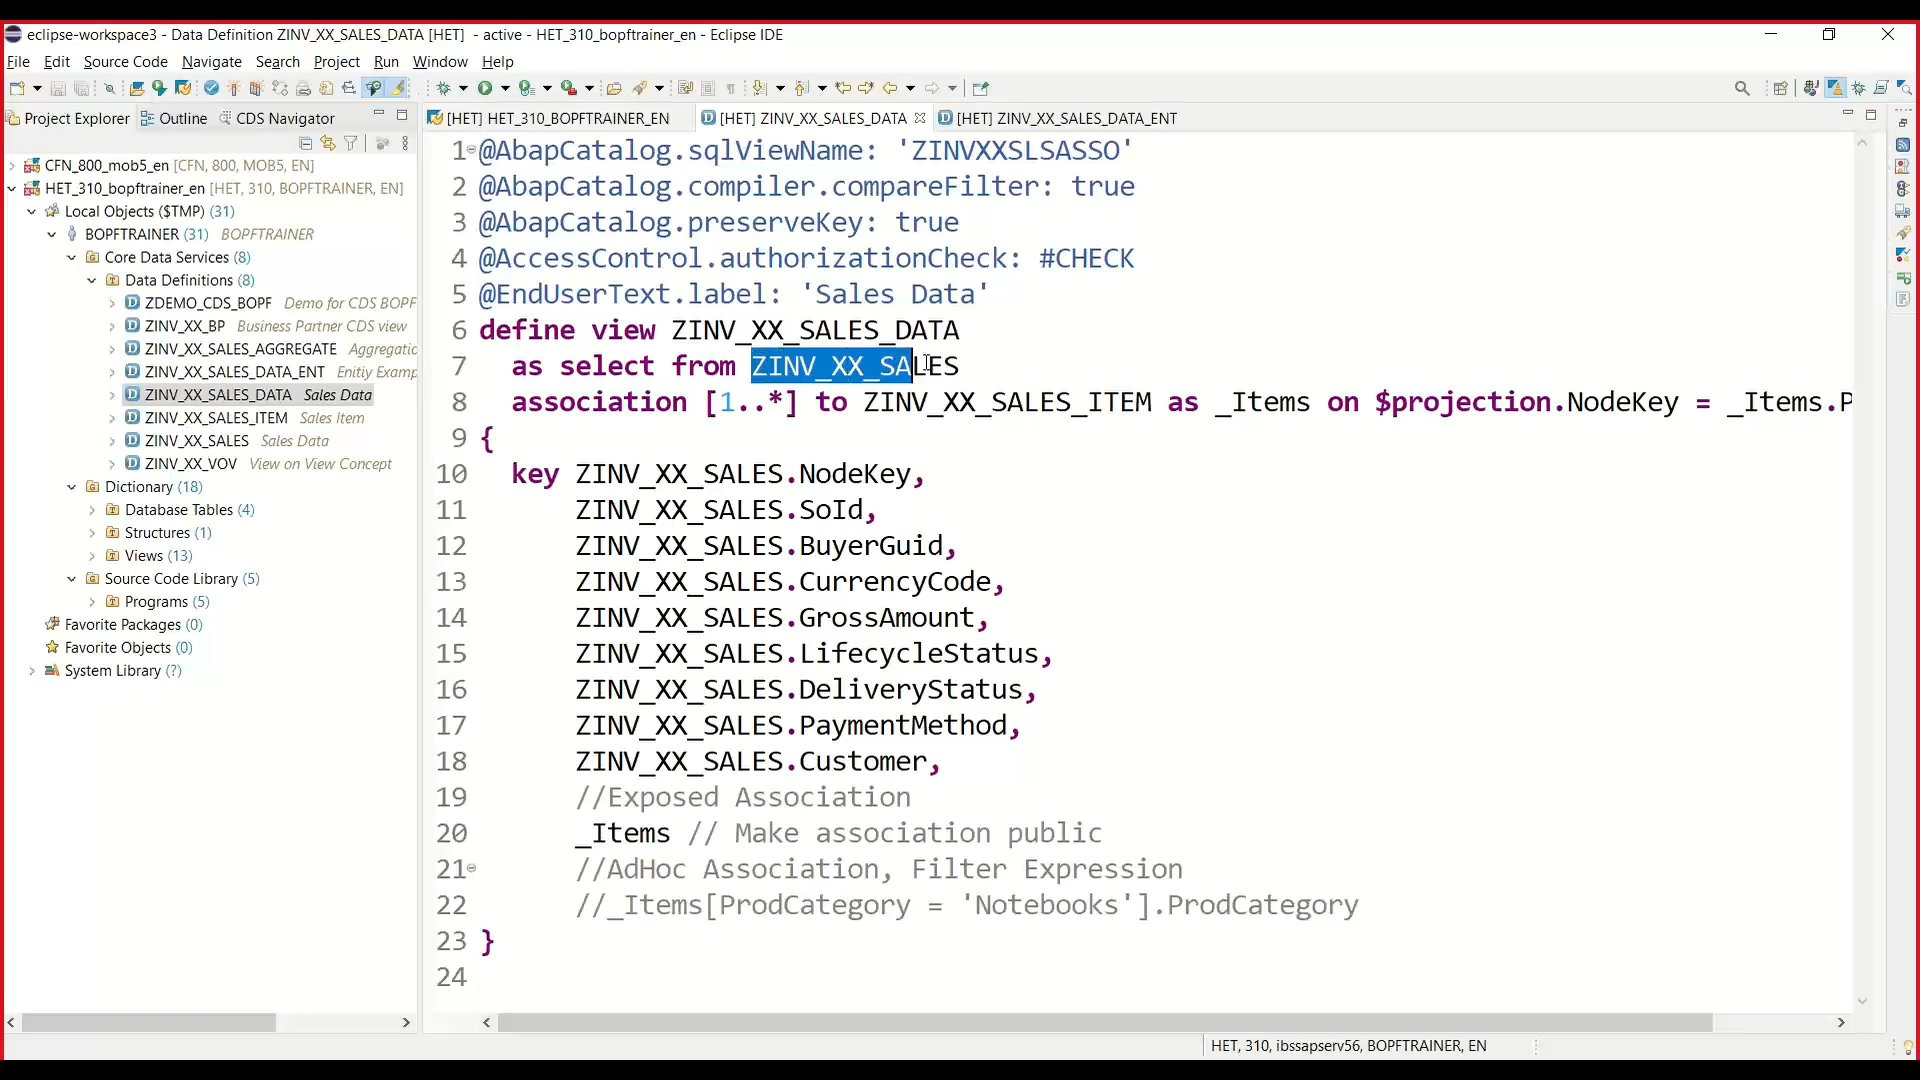 eclipse-workspace3 - Data Definition ZINV_XX_SALES_DATA [HET]  - active - HET_310_bopftrainer_en - Eclipse IDE
File Edit Source Code Navigate Search Project Run Window Help
Project Explorer Outline CDS Navigator
CFN_800_mob5_en [CFN, 800, MOB5, EN]
HET_310_bopftrainer_en [HET, 310, BOPFTRAINER, EN]
Local Objects ($TMP) (31)
BOPFTRAINER (31) BOPFTRAINER
Core Data Services (8)
Data Definitions (8)
ZDEMO_CDS_BOPF Demo for CDS BOPF
ZINV_XX_BP Business Partner CDS view
ZINV_XX_SALES_AGGREGATE Aggregatic
ZINV_XX_SALES_DATA_ENT Enitiy Examp
ZINV_XX_SALES_DATA Sales Data
ZINV_XX_SALES_ITEM Sales Item
ZINV_XX_SALES Sales Data
ZINV_XX_VOV View on View Concept
Dictionary (18)
Database Tables (4)
Structures (1)
Views (13)
Source Code Library (5)
Programs (5)
Favorite Packages (0)
Favorite Objects (0)
System Library (?)
[HET] HET_310_BOPFTRAINER_EN [HET] ZINV_XX_SALES_DATA [HET] ZINV_XX_SALES_DATA_ENT
1 @AbapCatalog.sqlViewName: 'ZINVXXSLSASSO'
2 @AbapCatalog.compiler.compareFilter: true
3 @AbapCatalog.preserveKey: true
4 @AccessControl.authorizationCheck: #CHECK
5 @EndUserText.label: 'Sales Data'
6 define view ZINV_XX_SALES_DATA
7 as select from ZINV_XX_SALES
8 association [1..*] to ZINV_XX_SALES_ITEM as _Items on $projection.NodeKey = _Items.P
9 {
10 key ZINV_XX_SALES.NodeKey,
11 ZINV_XX_SALES.SoId,
12 ZINV_XX_SALES.BuyerGuid,
13 ZINV_XX_SALES.CurrencyCode,
14 ZINV_XX_SALES.GrossAmount,
15 ZINV_XX_SALES.LifecycleStatus,
16 ZINV_XX_SALES.DeliveryStatus,
17 ZINV_XX_SALES.PaymentMethod,
18 ZINV_XX_SALES.Customer,
19 //Exposed Association
20 _Items // Make association public
21 //AdHoc Association, Filter Expression
22 //_Items[ProdCategory = 'Notebooks'].ProdCategory
23 }
24
HET, 310, ibssapserv56, BOPFTRAINER, EN